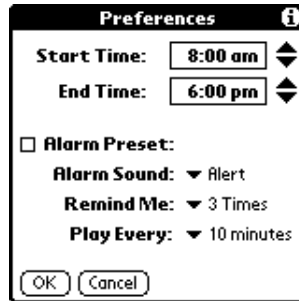 Preferences i
Start Time: 8:00 am
End Time: 6:00 pm
Alarm Preset:
Alarm Sound: Alert
Remind Me: 3 Times
Play Every: 10 minutes
OK Cancel